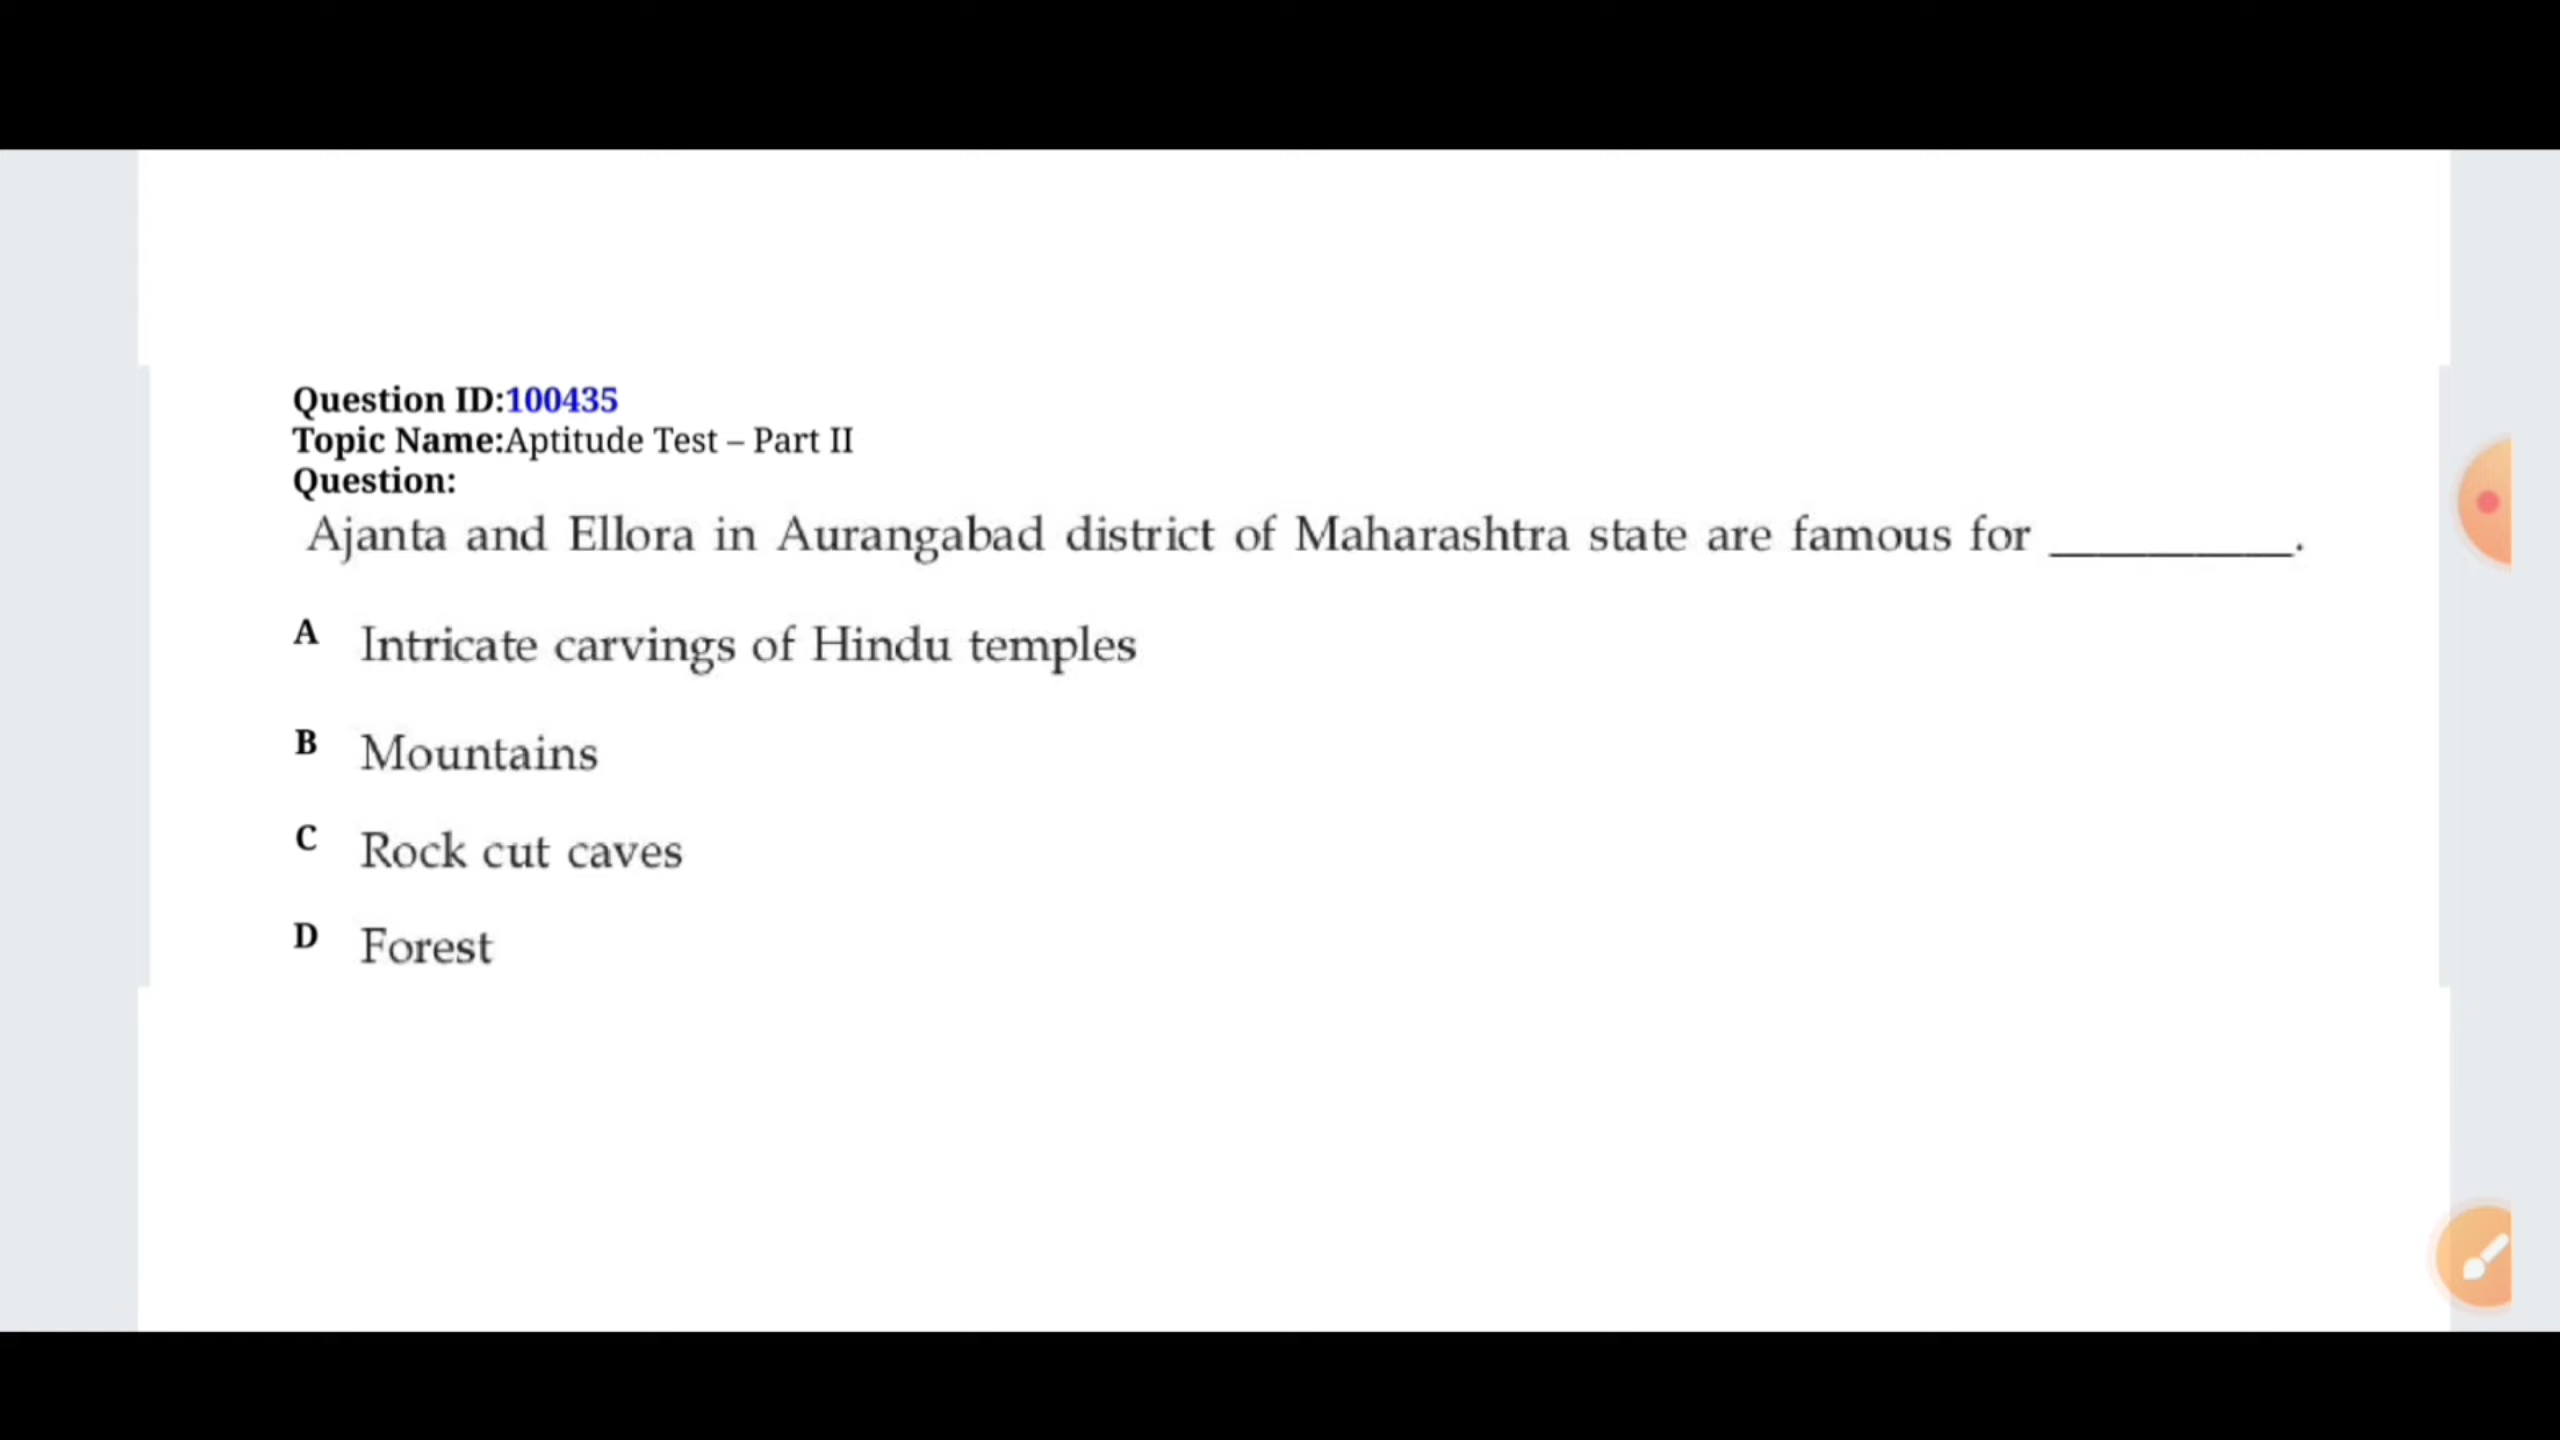 Question ID:100435
Topic Name:Aptitude Test – Part II
Question:
Ajanta and Ellora in Aurangabad district of Maharashtra state are famous for __________.
A Intricate carvings of Hindu temples
B Mountains
C Rock cut caves
D Forest